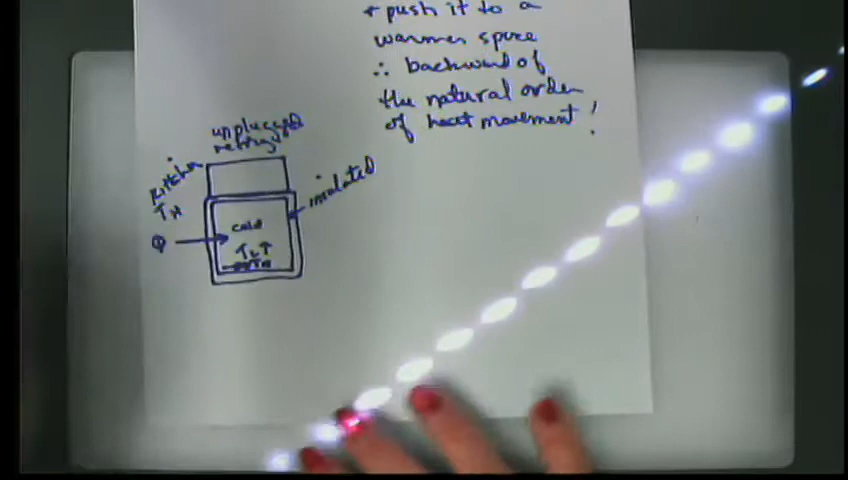 + push it to a
warmer space
∴ backward of
the natural order
of heat movement!
unplugged
Kitchen
insulated
TH
cold
Q
TL↑